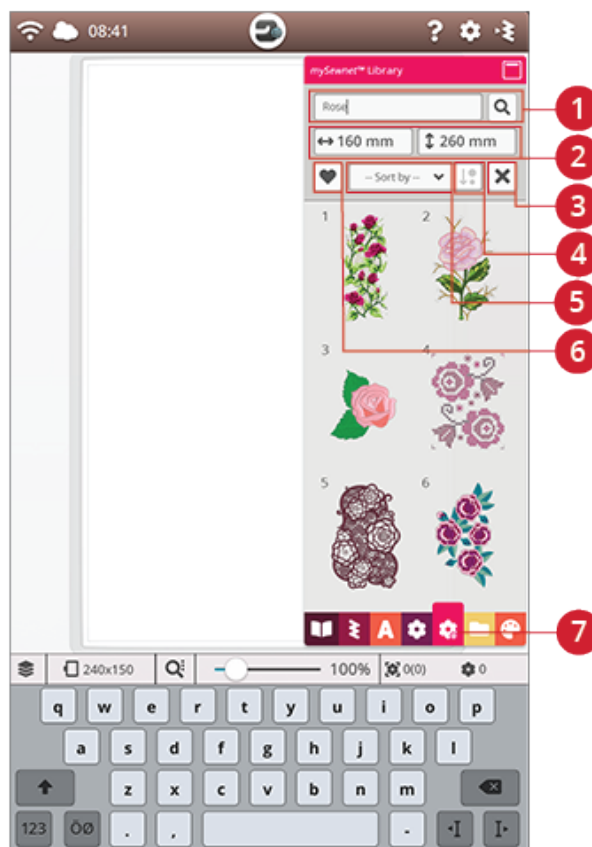 08:41
?
mySewnet™ Library
Rose
1
↔ 160 mm ↕ 260 mm
2
-- Sort by --
3
4
5
6
1 2
3 4
5 6
A
7
240x150 100% 0(0) 0
q w e r t y u i o p
a s d f g h j k l
z x c v b n m
123 ÖØ . , -